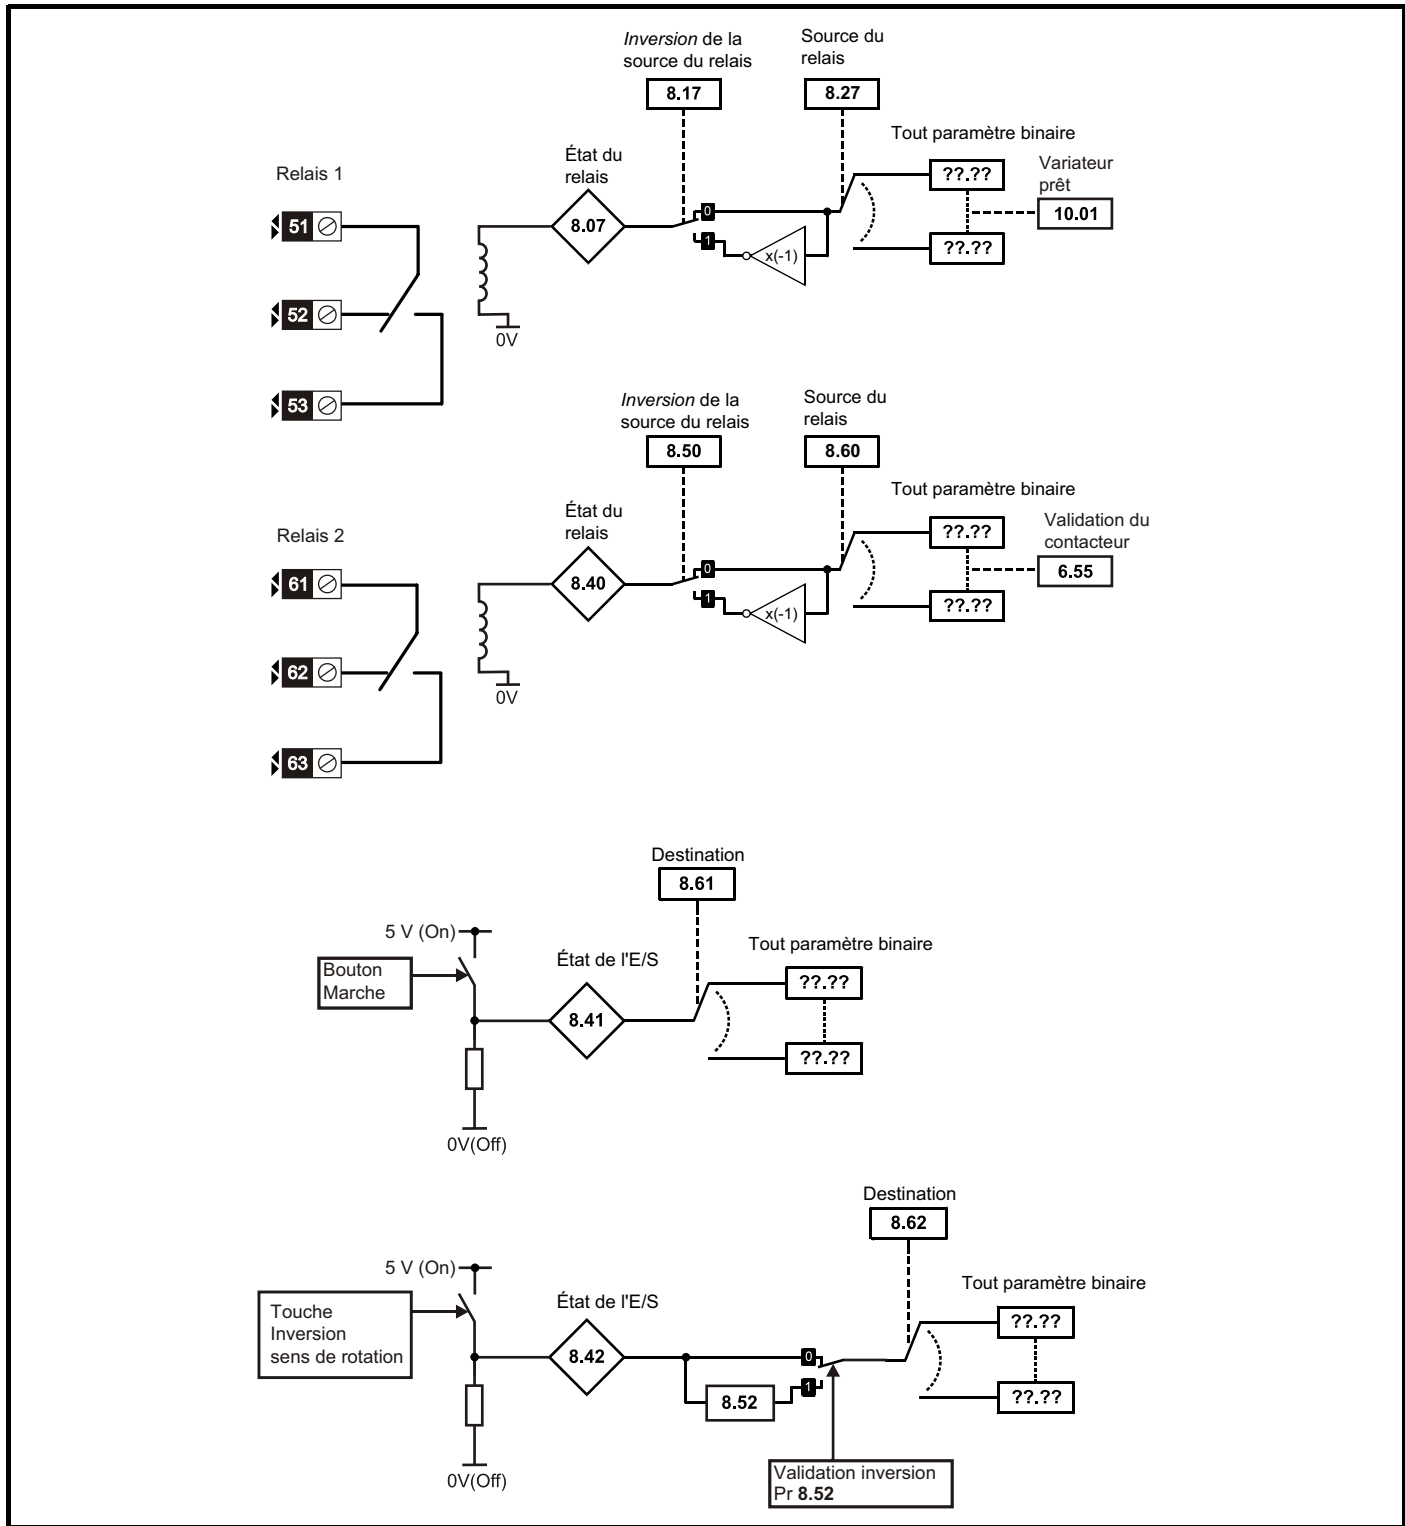 Inversion de la
source du relais
8.17
Source du
relais
8.27
Tout paramètre binaire
??.??
??.??
Variateur
prêt
10.01
État du
relais
8.07
0
1
x(-1)
Relais 1
51
52
53
0V
Inversion de la
source du relais
8.50
Source du
relais
8.60
Tout paramètre binaire
??.??
??.??
Validation du
contacteur
6.55
État du
relais
8.40
0
1
x(-1)
Relais 2
61
62
63
0V
Destination
8.61
5 V (On)
Bouton
Marche
État de l'E/S
8.41
Tout paramètre binaire
??.??
??.??
0V(Off)
Destination
8.62
5 V (On)
Touche
Inversion
sens de rotation
État de l'E/S
8.42
0
1
8.52
Tout paramètre binaire
??.??
??.??
0V(Off)
Validation inversion
Pr 8.52